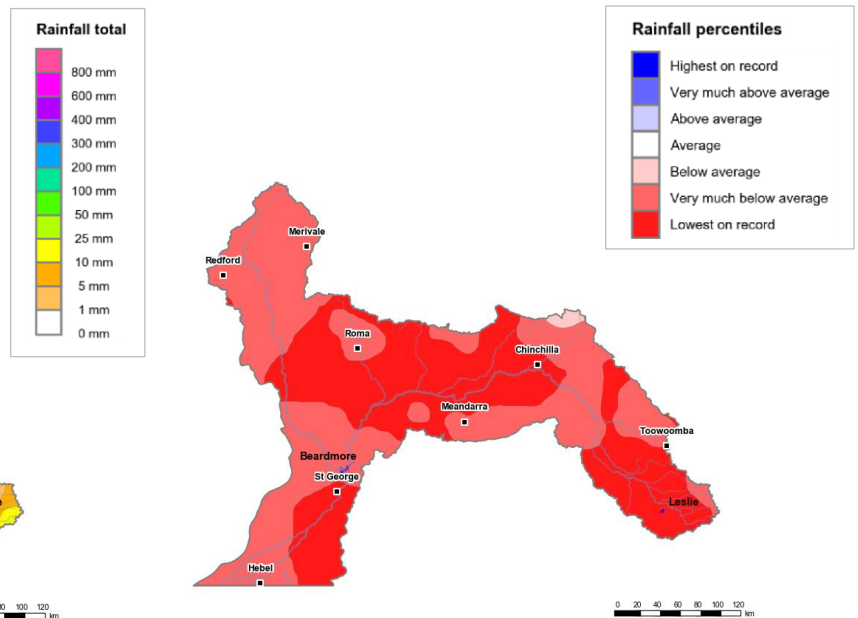 Rainfall total
800 mm
600 mm
400 mm
300 mm
200 mm
100 mm
50 mm
25 mm
10 mm
5 mm
1 mm
0 mm
Rainfall percentiles
Highest on record
Very much above average
Above average
Average
Below average
Very much below average
Lowest on record
Merivale
Redford
Roma
Chinchilla
Meandarra
Toowoomba
Beardmore
St George
Leslie
Hebel
100 120 km
0 20 40 60 80 100 120 km